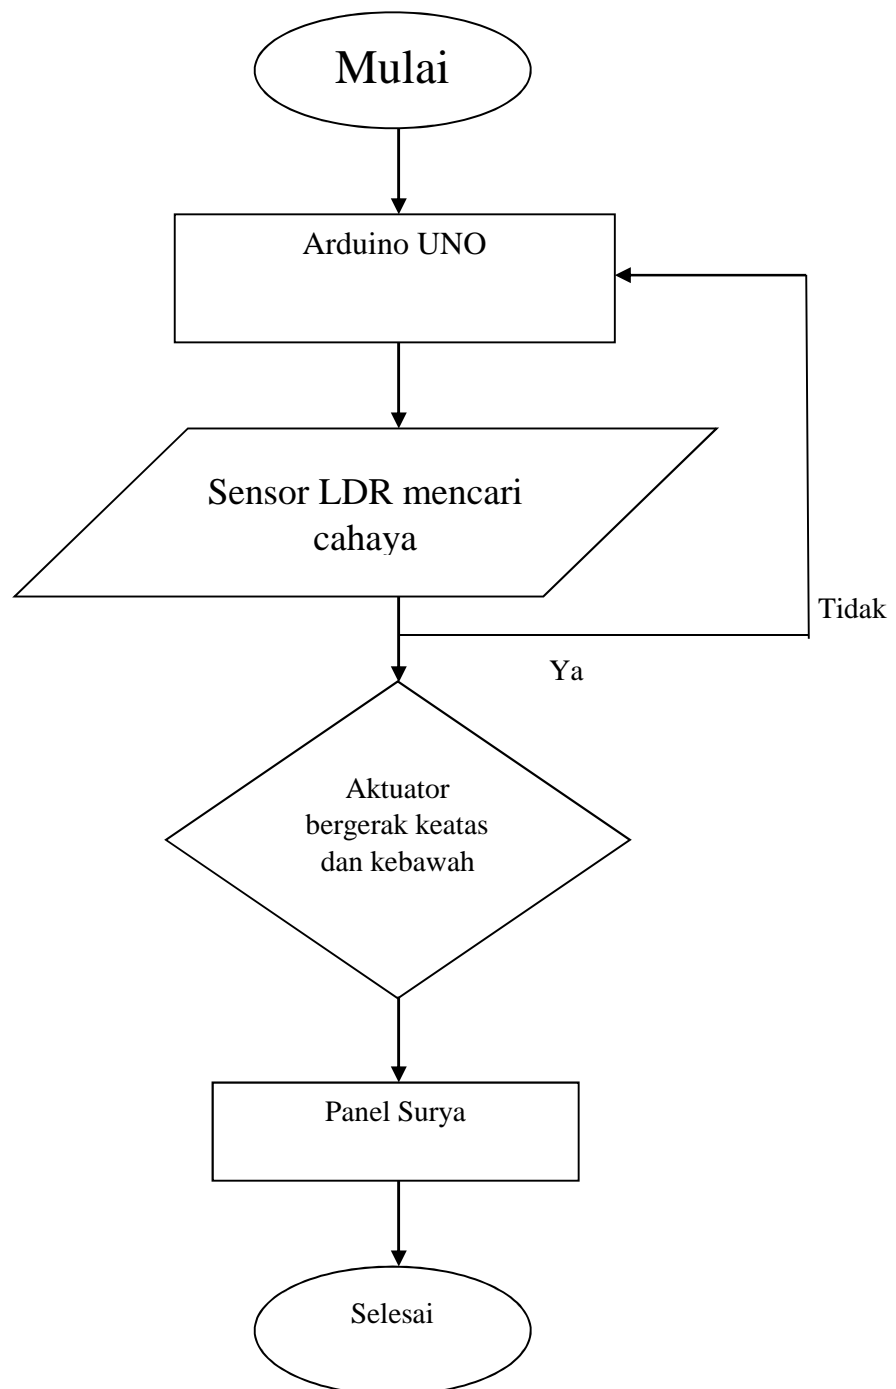 Mulai
Arduino UNO
Sensor LDR mencari
cahaya
Tidak
Ya
Aktuator
bergerak keatas
dan kebawah
Panel Surya
Selesai